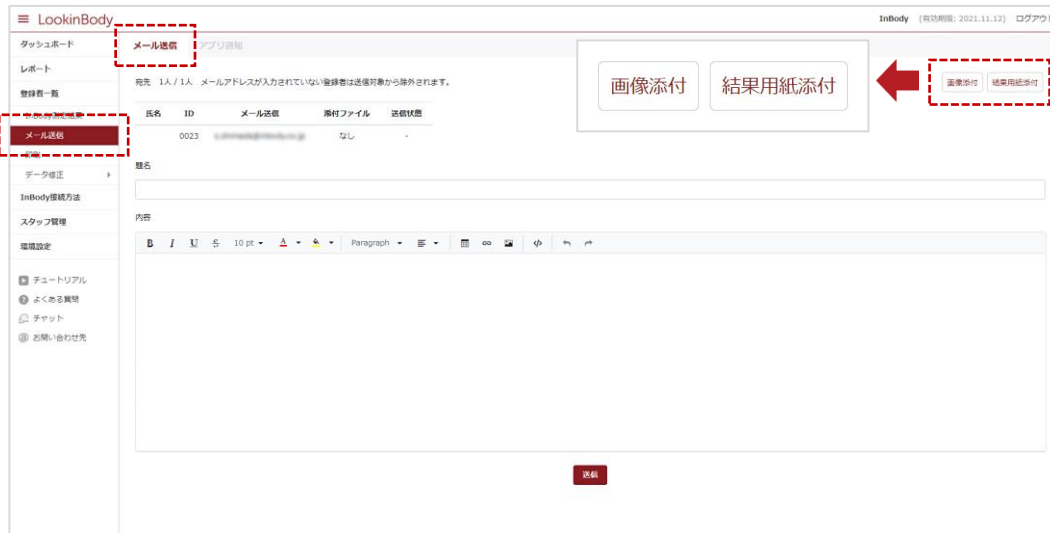 LookinBody
InBody (有効期限: 2021.11.12) ログアウト
ダッシュボード
レポート
登録者一覧
メール送信
データ修正
InBody接続方法
スタッフ管理
環境設定
チュートリアル
よくある質問
チャット
お問い合わせ先
メール送信 アプリ通知
画像添付 結果用紙添付
画像添付 結果用紙添付
宛先 1人 / 1人 メールアドレスが入力されていない登録者は送信対象から除外されます。
氏名 ID メール送信 添付ファイル 送信状態
0023 なし -
題名
内容
B I U S 10 pt A Paragraph
送信